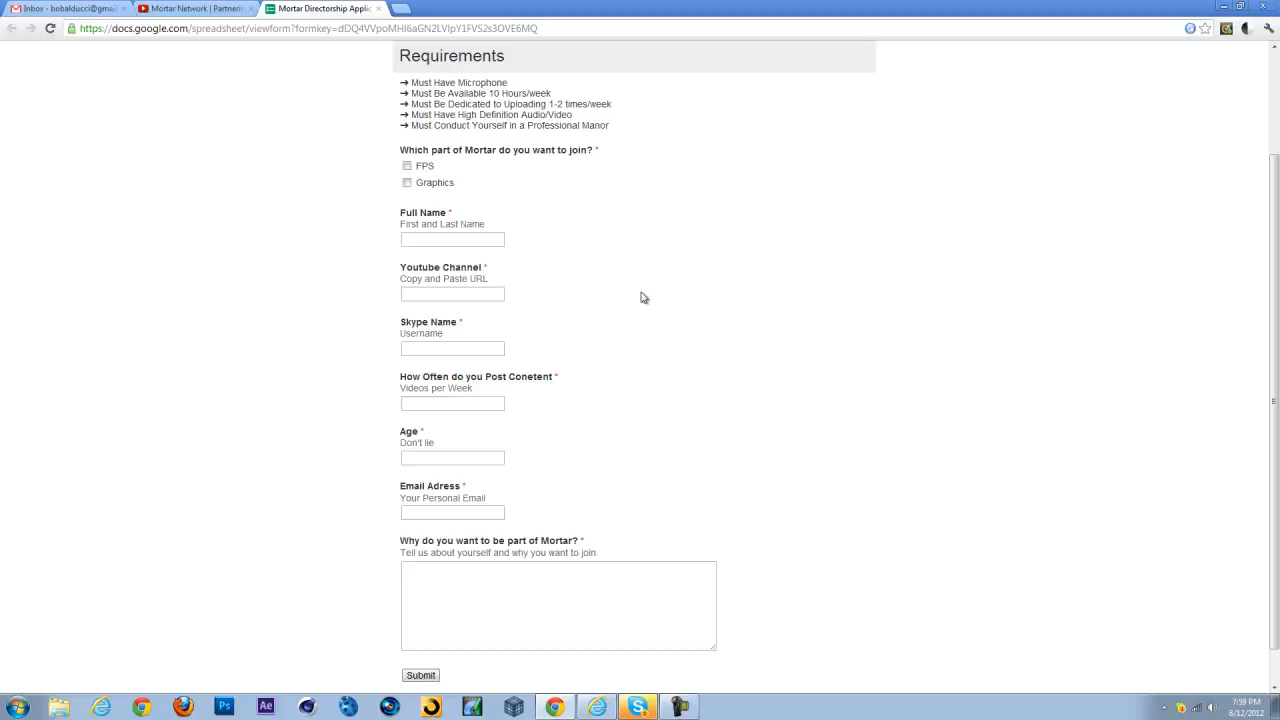 Inbox - bobalducci@gmail
Mortar Network | Partnerin
Mortar Directorship Applic
https://docs.google.com/spreadsheet/viewform?formkey=
Requirements
➔ Must Have Microphone
➔ Must Be Available 10 Hours/week
➔ Must Be Dedicated to Uploading 1-2 times/week
➔ Must Have High Definition Audio/Video
➔ Must Conduct Yourself in a Professional Manor
Which part of Mortar do you want to join? *
FPS
Graphics
Full Name *
First and Last Name
Youtube Channel *
Copy and Paste URL
Skype Name *
Username
How Often do you Post Conetent *
Videos per Week
Age *
Don't lie
Email Adress *
Your Personal Email
Why do you want to be part of Mortar? *
Tell us about yourself and why you want to join.
Submit
Ps
Ae
7:59 PM
8/12/2012